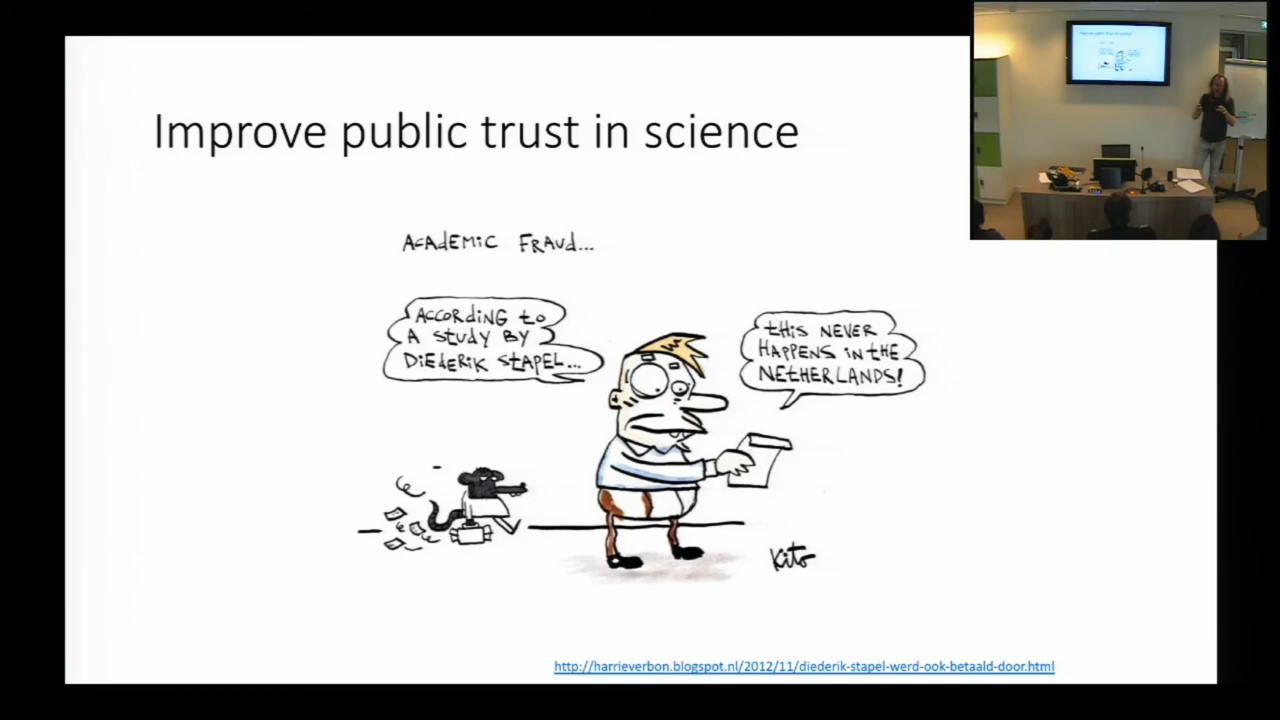 Improve public trust in science
ACADEMIC FRAUD...
ACCORDING TO
A STUDY BY
DIEDERIK STAPEL...
THIS NEVER
HAPPENS IN THE
NETHERLANDS!
Kito
http://harrieverbon.blogspot.nl/2012/11/diederik-stapel-werd-ook-betaald-door.html